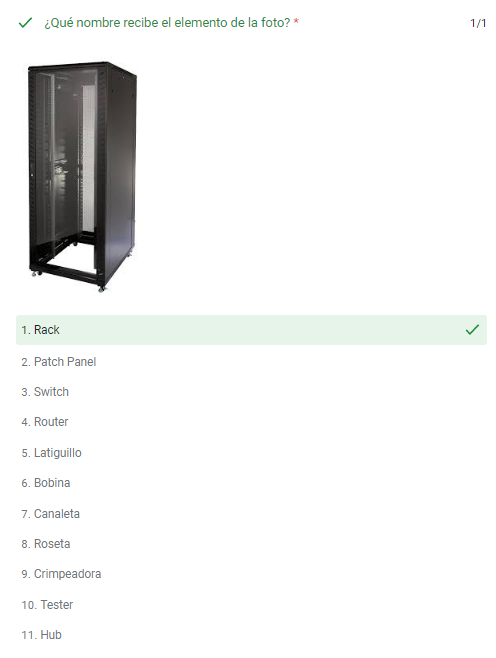 ¿Qué nombre recibe el elemento de la foto? *
1/1
1. Rack
2. Patch Panel
3. Switch
4. Router
5. Latiguillo
6. Bobina
7. Canaleta
8. Roseta
9. Crimpeadora
10. Tester
11. Hub